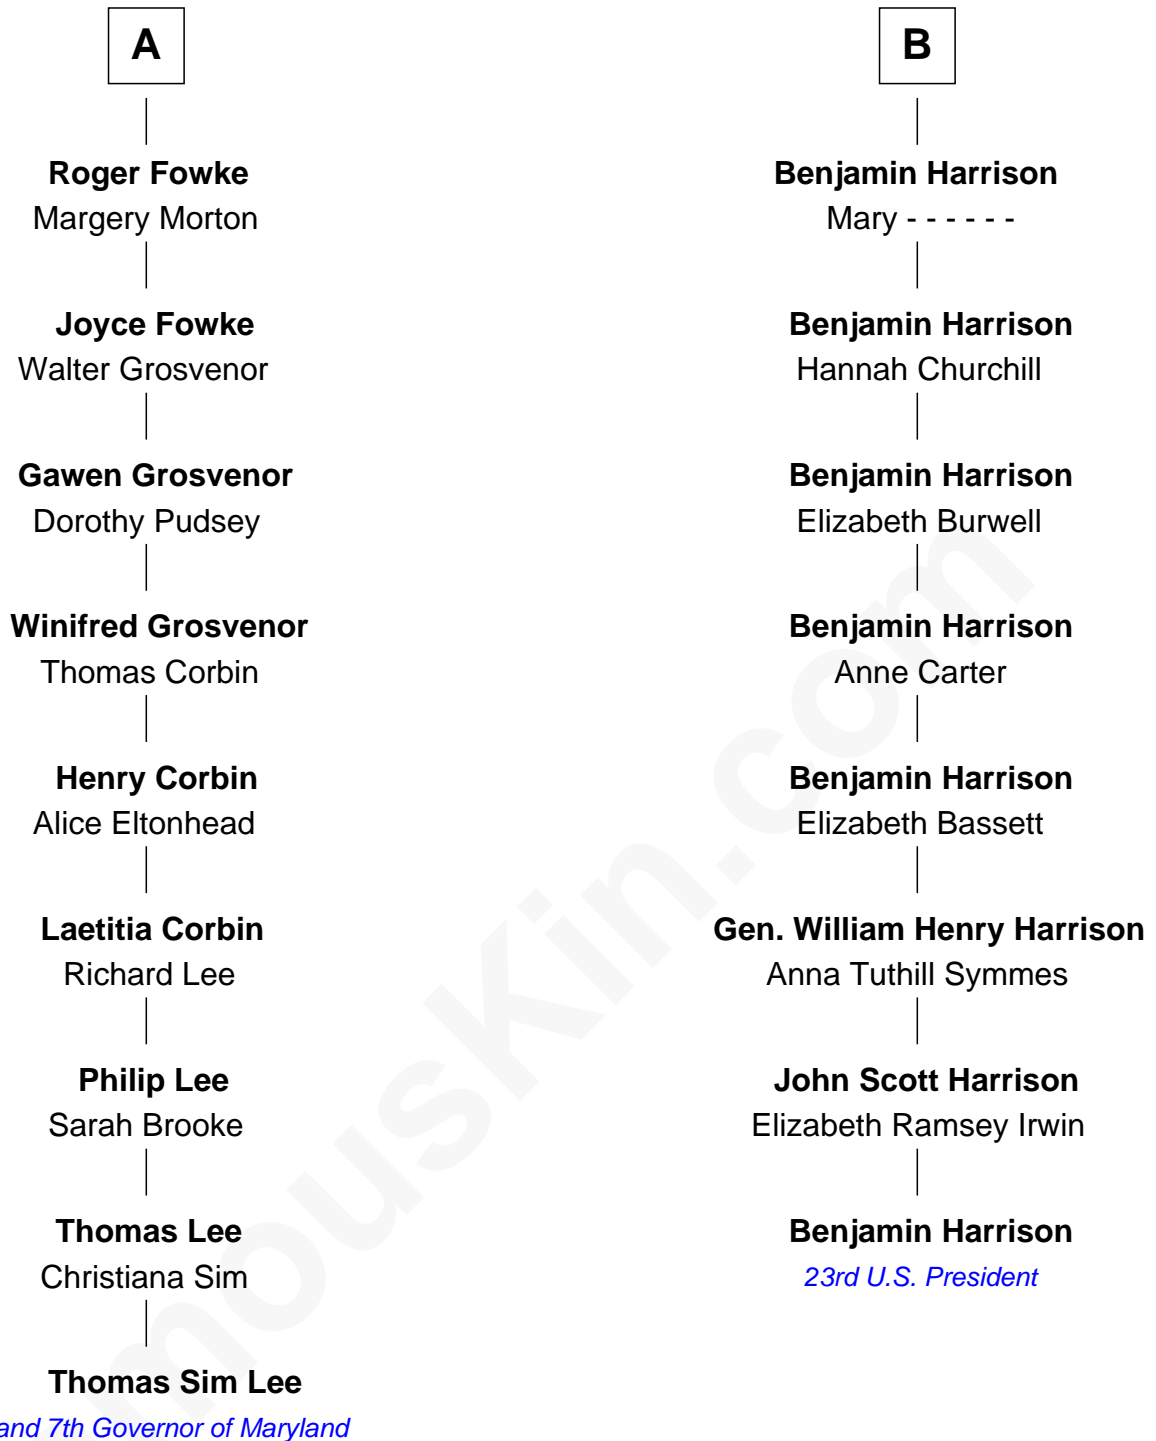 A
Roger Fowke
Margery Morton
Joyce Fowke
Walter Grosvenor
Gawen Grosvenor
Dorothy Pudsey
Winifred Grosvenor
Thomas Corbin
Henry Corbin
Alice Eltonhead
Laetitia Corbin
Richard Lee
Philip Lee
Sarah Brooke
Thomas Lee
Christiana Sim
Thomas Sim Lee
and 7th Governor of Maryland
B
Benjamin Harrison
Mary - - - - - -
Benjamin Harrison
Hannah Churchill
Benjamin Harrison
Elizabeth Burwell
Benjamin Harrison
Anne Carter
Benjamin Harrison
Elizabeth Bassett
Gen. William Henry Harrison
Anna Tuthill Symmes
John Scott Harrison
Elizabeth Ramsey Irwin
Benjamin Harrison
23rd U.S. President
mousKin.com